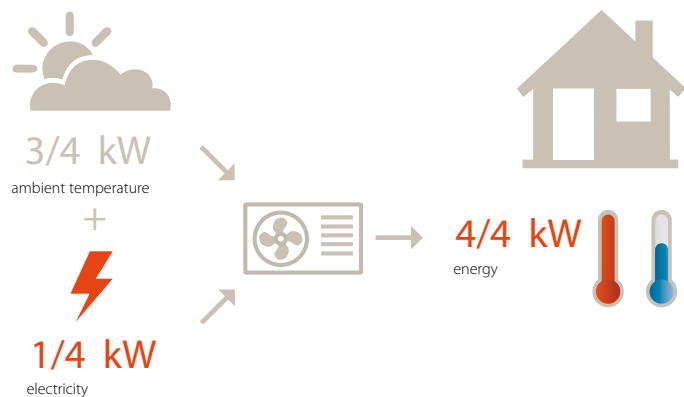 3/4 kW
ambient temperature
+
1/4 kW
electricity
4/4 kW
energy